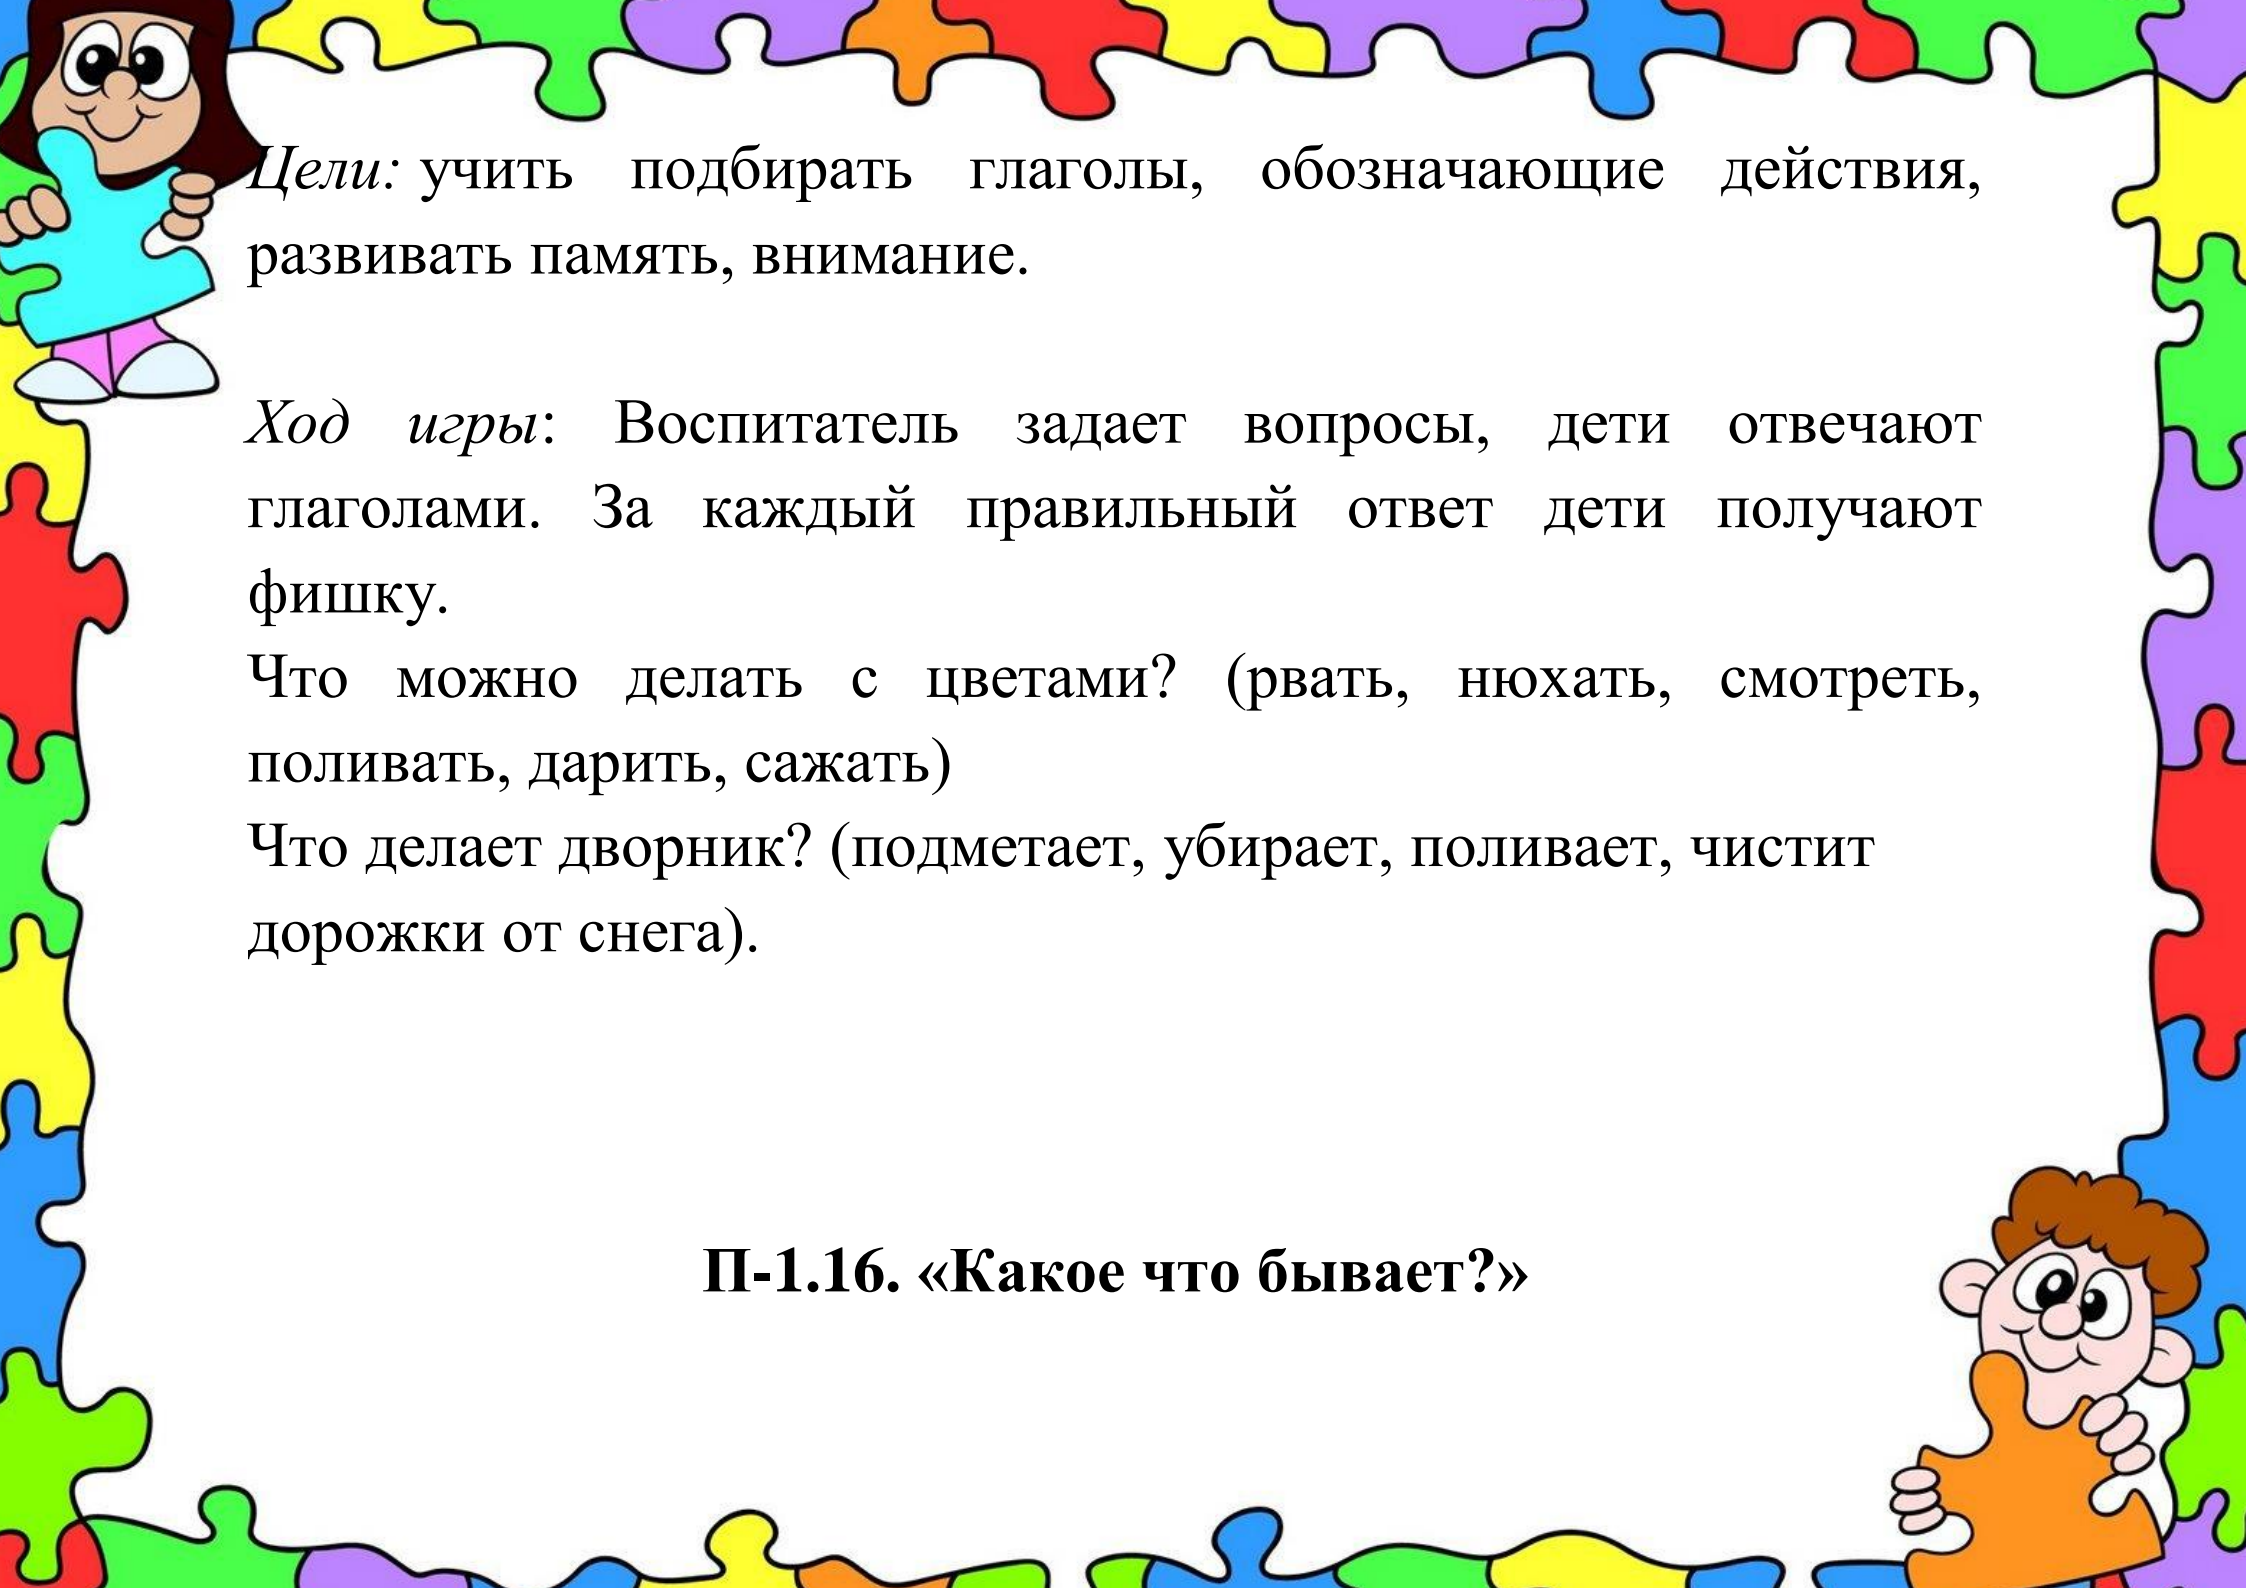 Цели: учить подбирать глаголы, обозначающие действия,
развивать память, внимание.
Ход игры: Воспитатель задает вопросы, дети отвечают
глаголами. За каждый правильный ответ дети получают
фишку.
Что можно делать с цветами? (рвать, нюхать, смотреть,
поливать, дарить, сажать)
Что делает дворник? (подметает, убирает, поливает, чистит
дорожки от снега).
П-1.16. «Какое что бывает?»